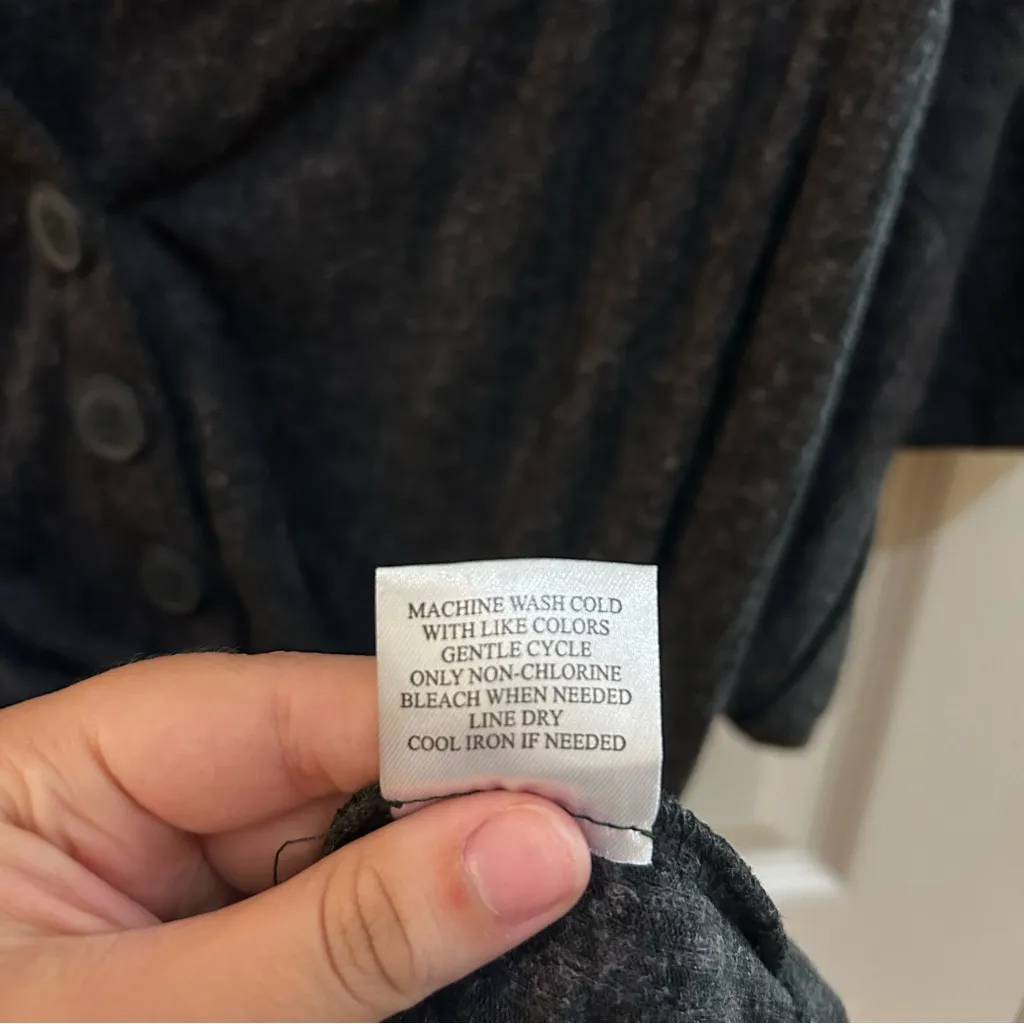 MACHINE WASH COLD
WITH LIKE COLORS
GENTLE CYCLE
ONLY NON-CHLORINE
BLEACH WHEN NEEDED
LINE DRY
COOL IRON IF NEEDED